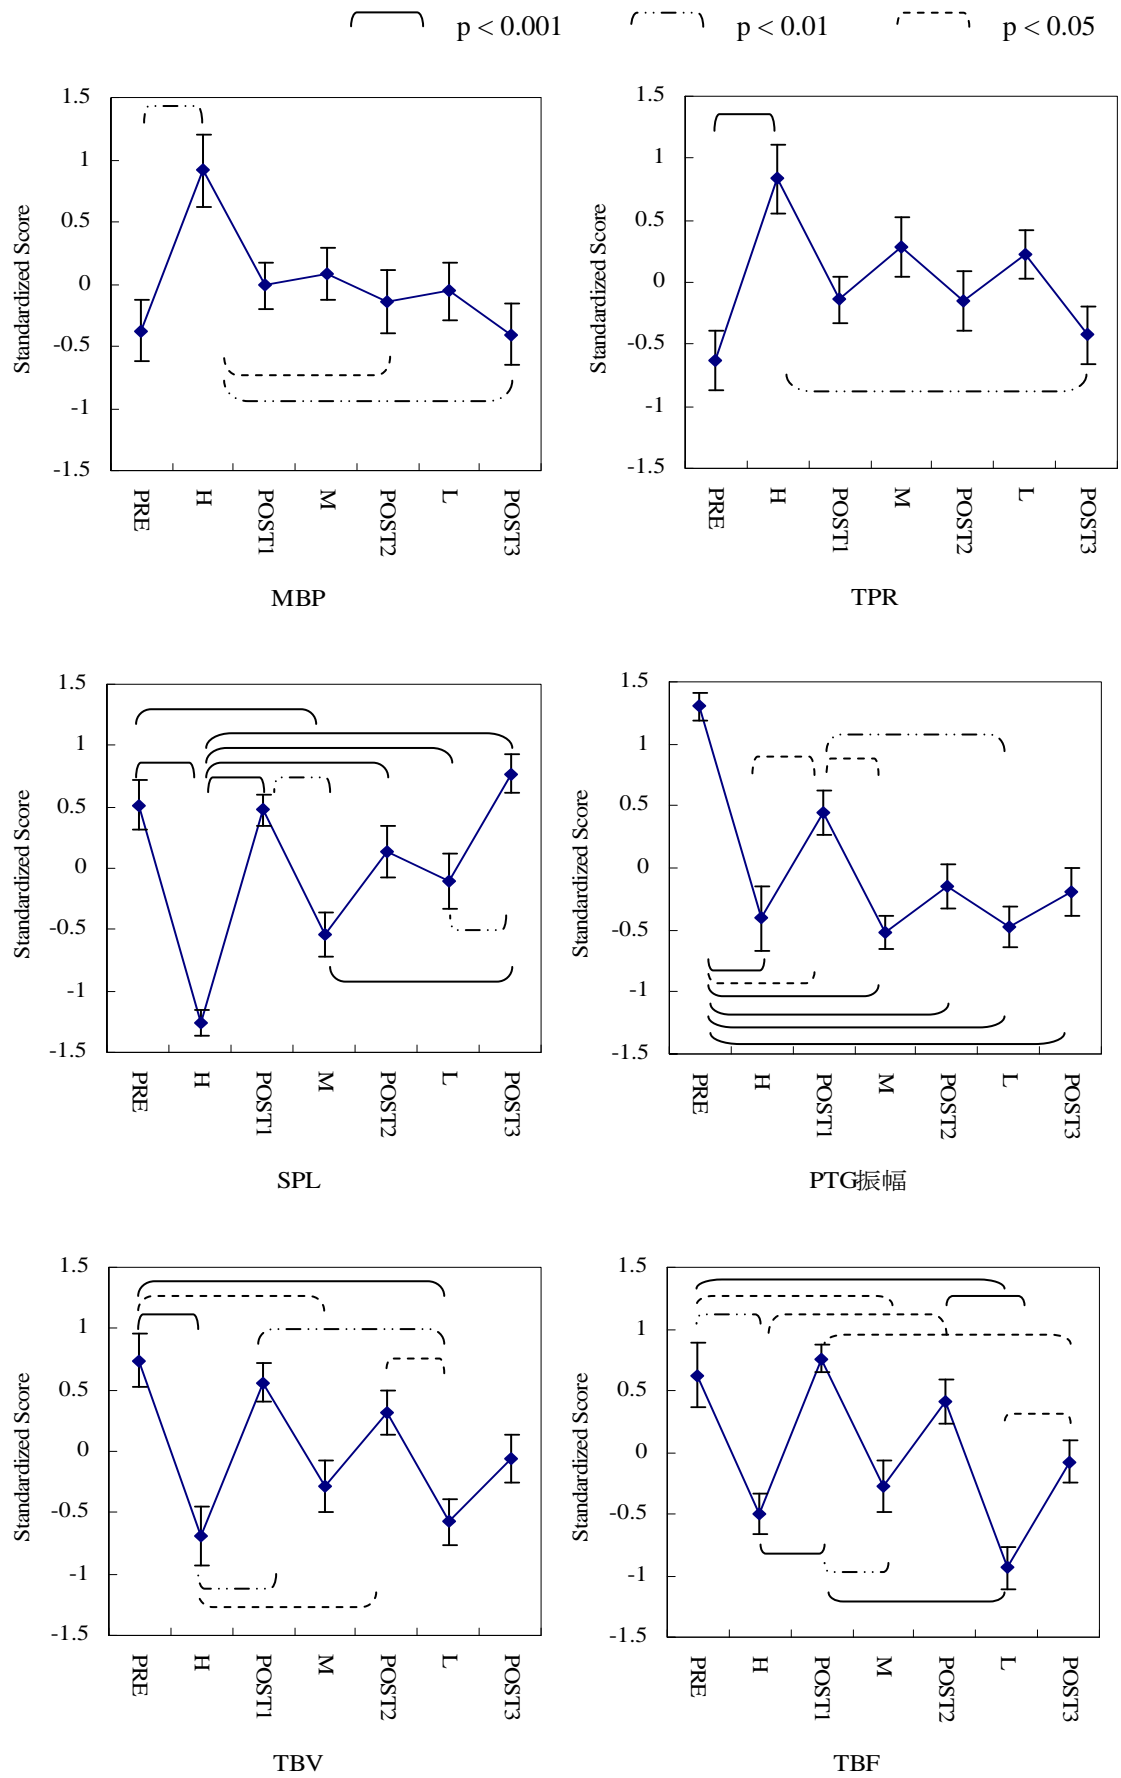 p < 0.001 p < 0.01 p < 0.05
1.5
1
0.5
0
-0.5
-1
-1.5
Standardized Score
PRE H POST1 M POST2 L POST3
MBP
1.5
1
0.5
0
-0.5
-1
-1.5
Standardized Score
PRE H POST1 M POST2 L POST3
TPR
1.5
1
0.5
0
-0.5
-1
-1.5
Standardized Score
PRE H POST1 M POST2 L POST3
SPL
1.5
1
0.5
0
-0.5
-1
-1.5
Standardized Score
PRE H POST1 M POST2 L POST3
PTG振幅
1.5
1
0.5
0
-0.5
-1
-1.5
Standardized Score
PRE H POST1 M POST2 L POST3
TBV
1.5
1
0.5
0
-0.5
-1
-1.5
Standardized Score
PRE H POST1 M POST2 L POST3
TBF